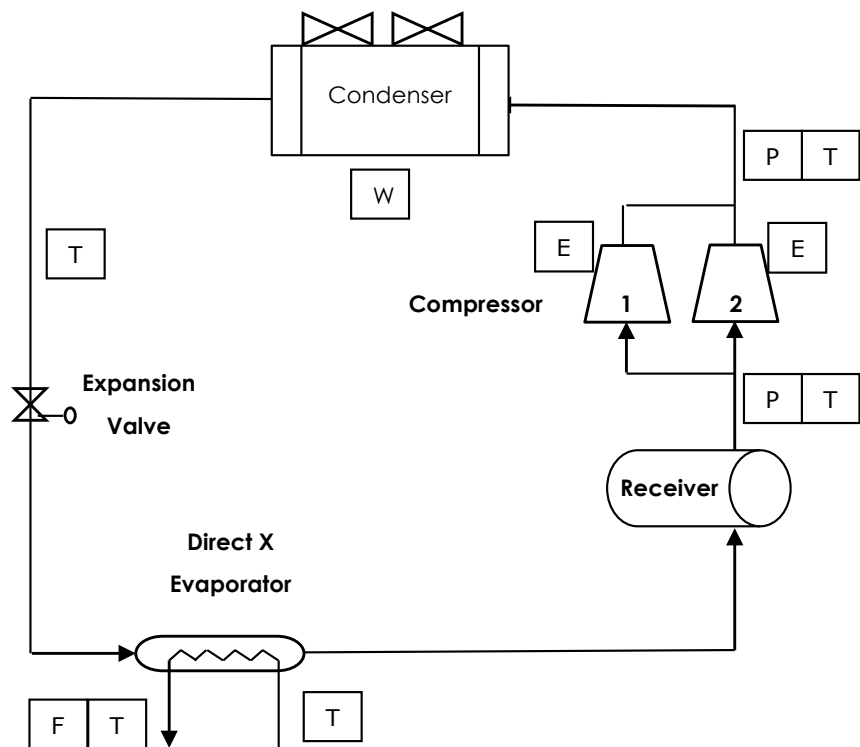 Condenser
P T
W
T
E
E
Compressor
1
2
Expansion
Valve
P T
Receiver
Direct X
Evaporator
F T
T